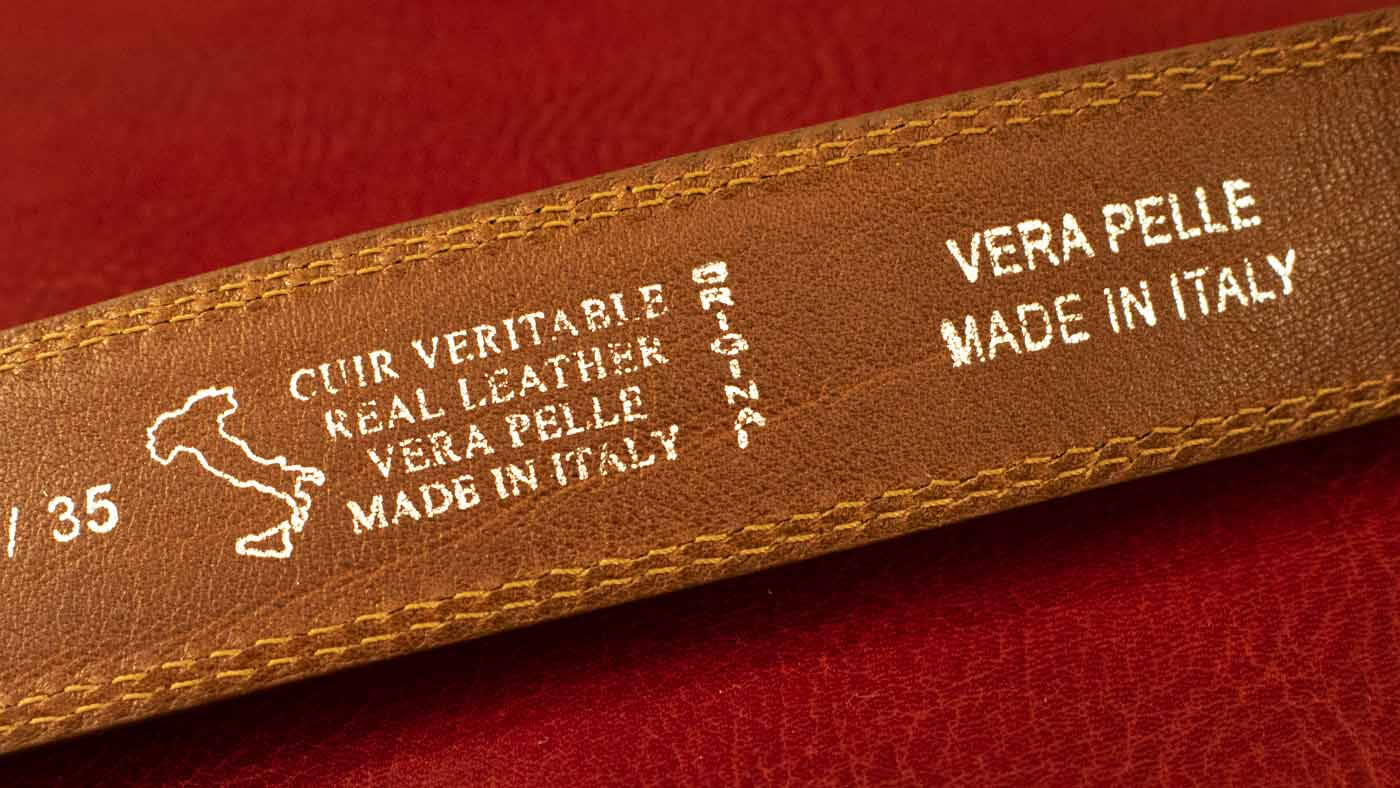 / 35
CUIR VERITABLE
REAL LEATHER
VERA PELLE
MADE IN ITALY
ORIGINAL
VERA PELLE
MADE IN ITALY